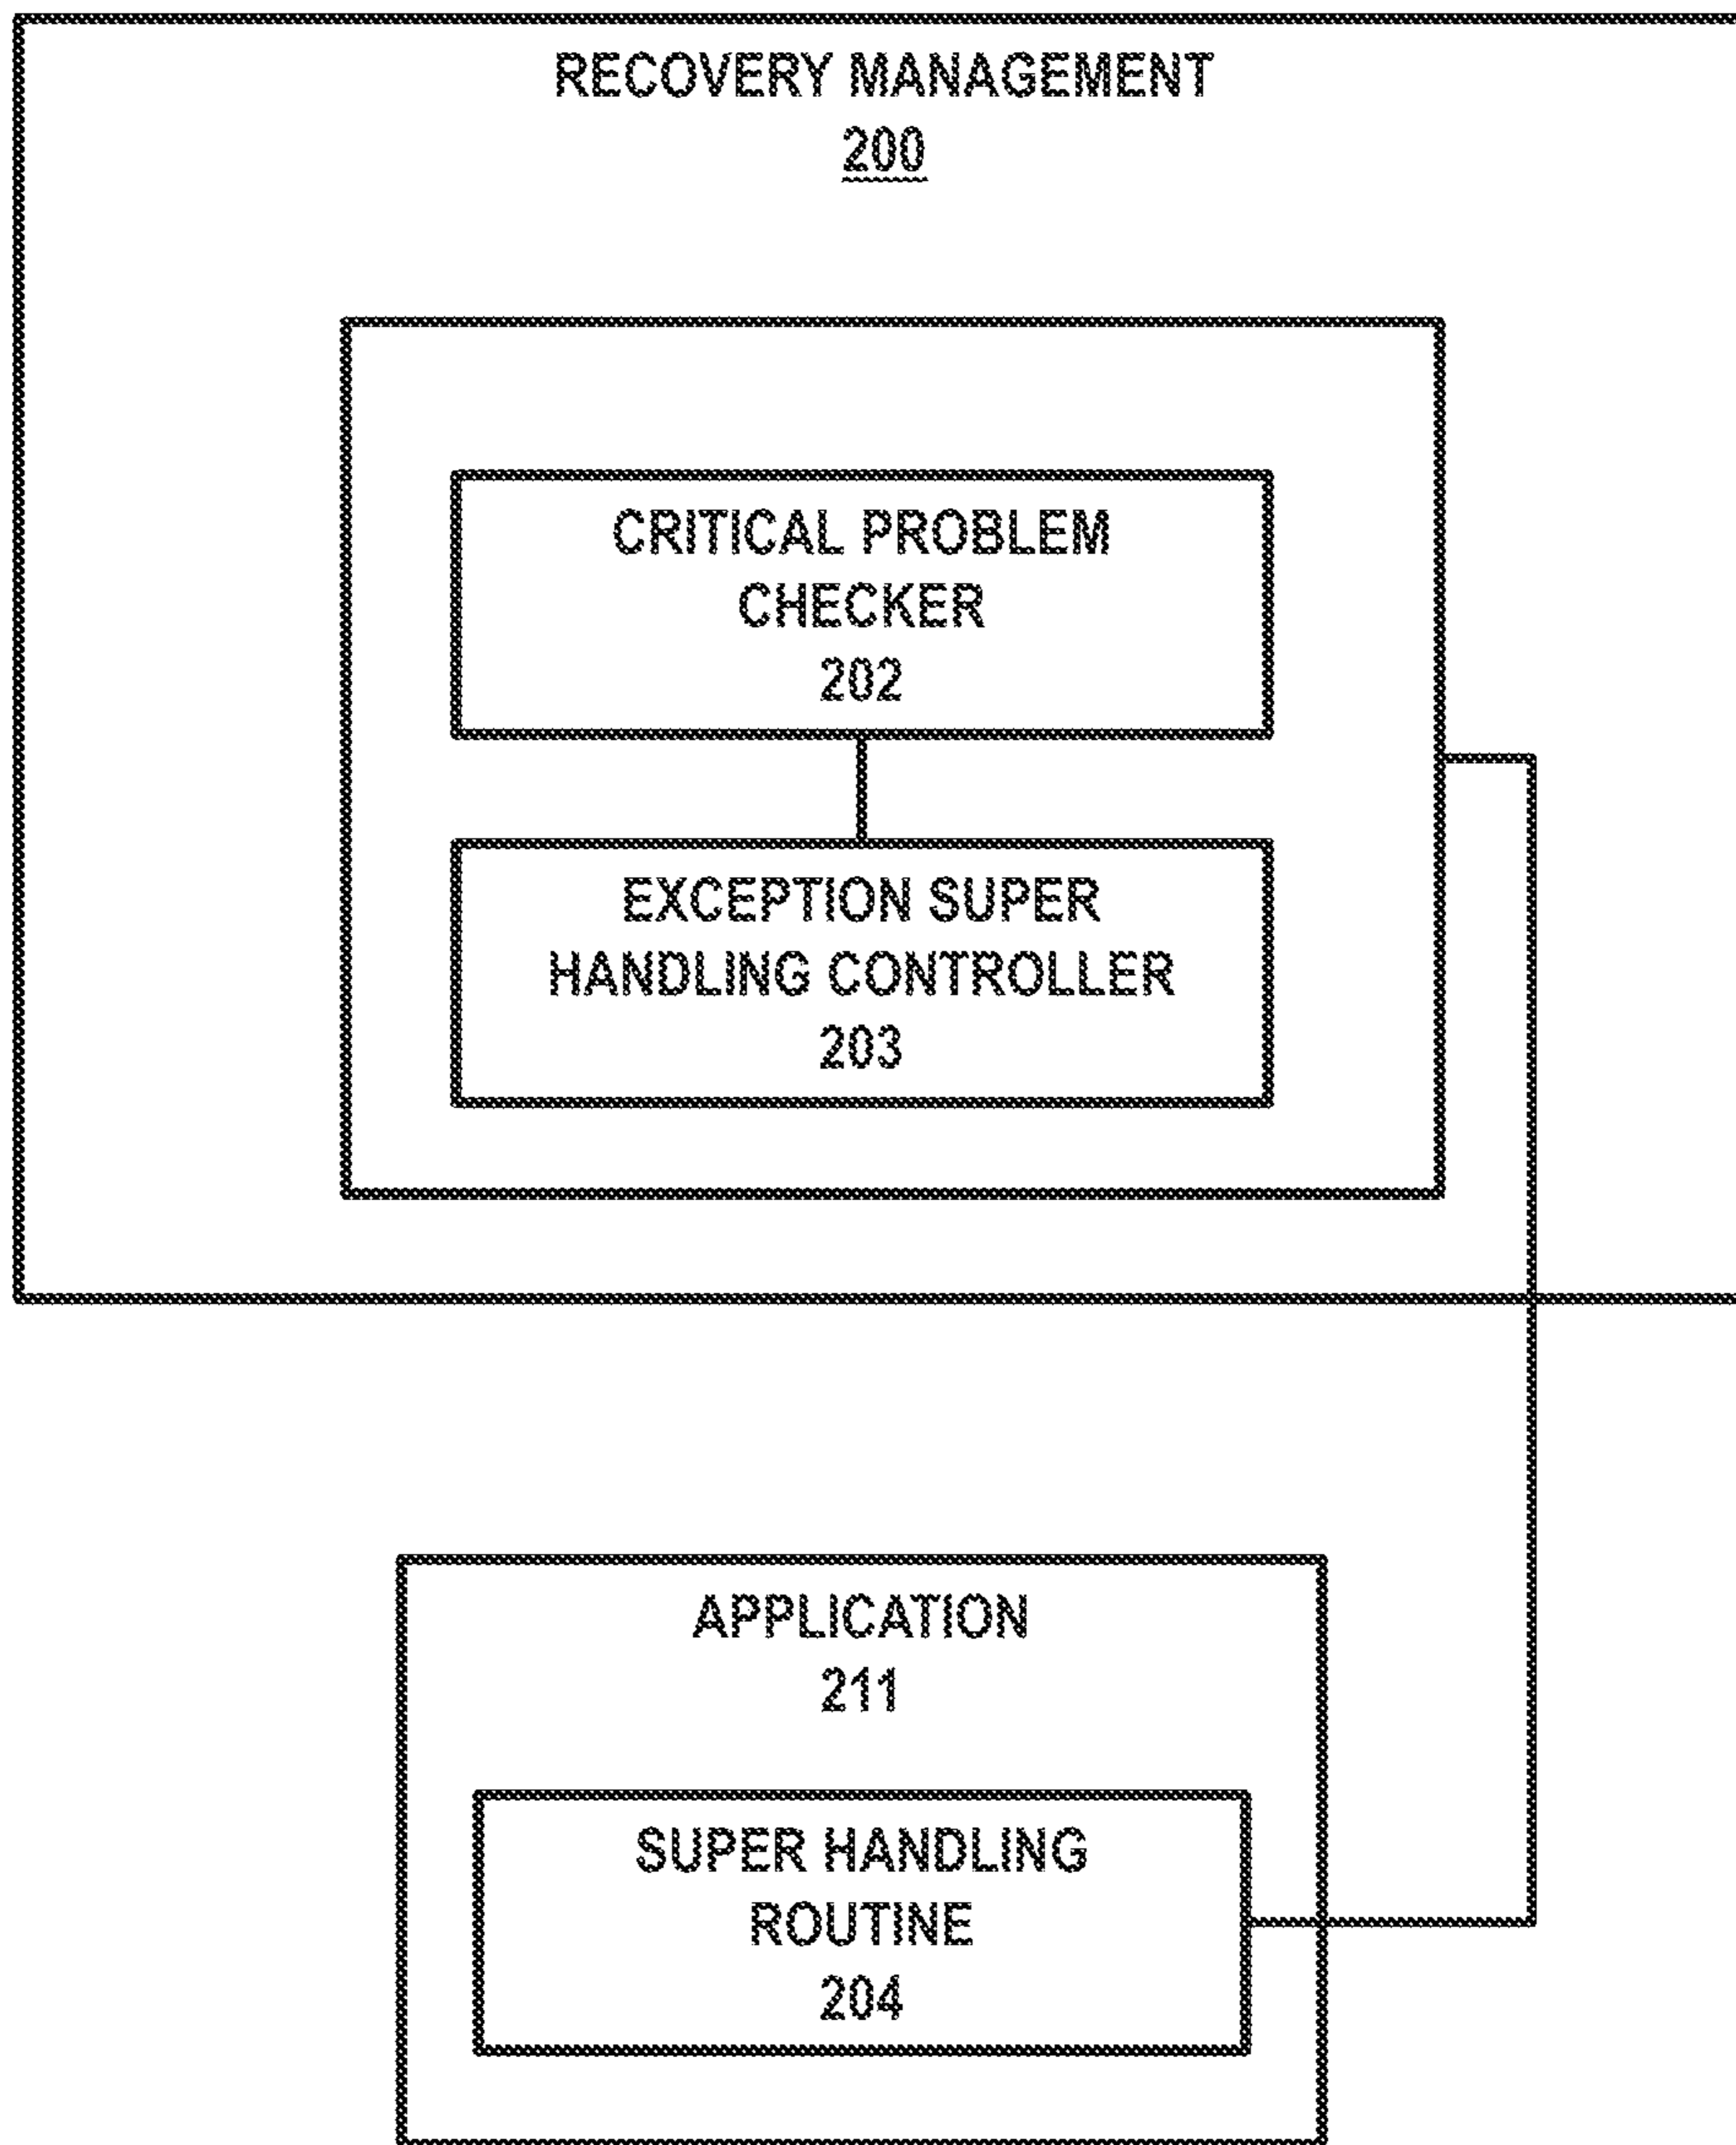 RECOVERY MANAGEMENT
200
CRITICAL PROBLEM
CHECKER
202
EXCEPTION SUPER
HANDLING CONTROLLER
203
APPLICATION
211
SUPER HANDLING
ROUTINE
204